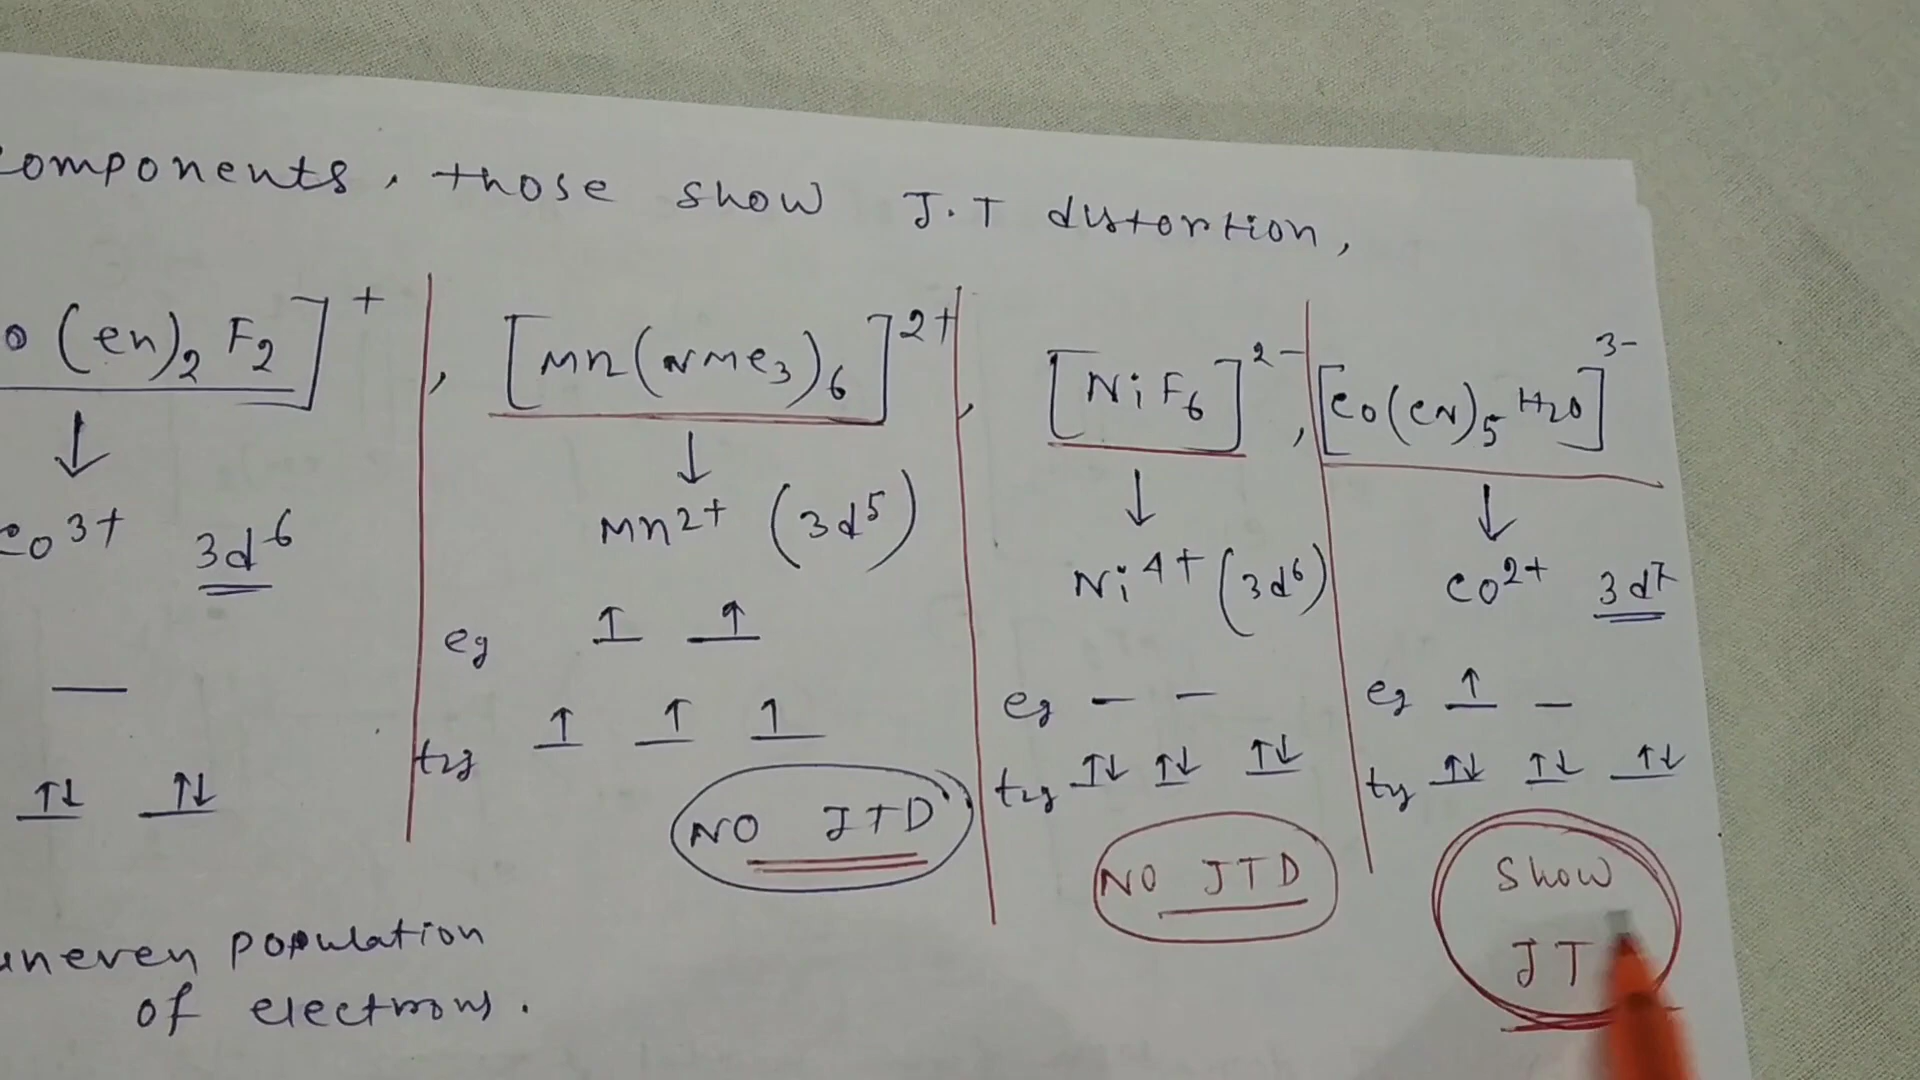 components, those show J.T distortion,
o (en)2 F2]+ , [Mn(NMe3)6]2+ , [NiF6]2- , [Co(CN)5 H2O]3-
↓ ↓ ↓ ↓
Co3+ 3d6 Mn2+ (3d5) Ni4+ (3d6) Co2+ 3d7
eg ↑ ↑ eg — — eg ↑ —
↑↓ ↑↓ t2g ↑ ↑ ↑ t2g ↑↓ ↑↓ ↑↓ t2g ↑↓ ↑↓ ↑↓
NO JTD NO JTD Show
JT
uneven population
of electrons.